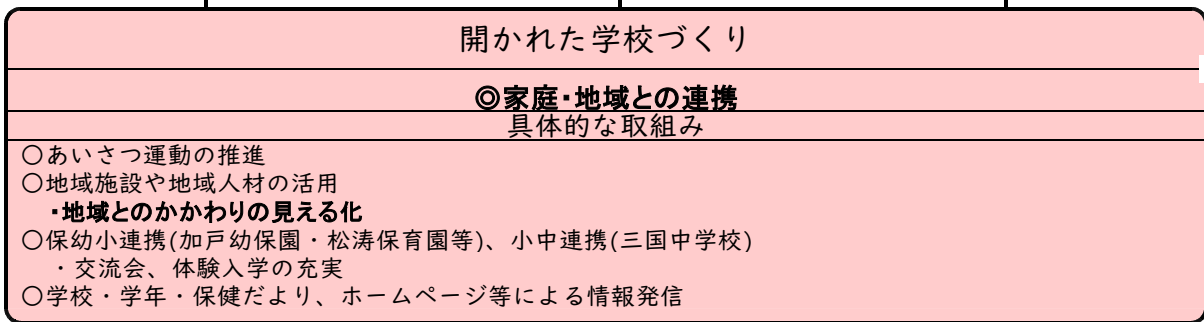 開かれた学校づくり
◎家庭・地域との連携
具体的な取組み
○あいさつ運動の推進
○地域施設や地域人材の活用
・地域とのかかわりの見える化
○保幼小連携(加戸幼保園・松涛保育園等)、小中連携(三国中学校)
・交流会、体験入学の充実
○学校・学年・保健だより、ホームページ等による情報発信